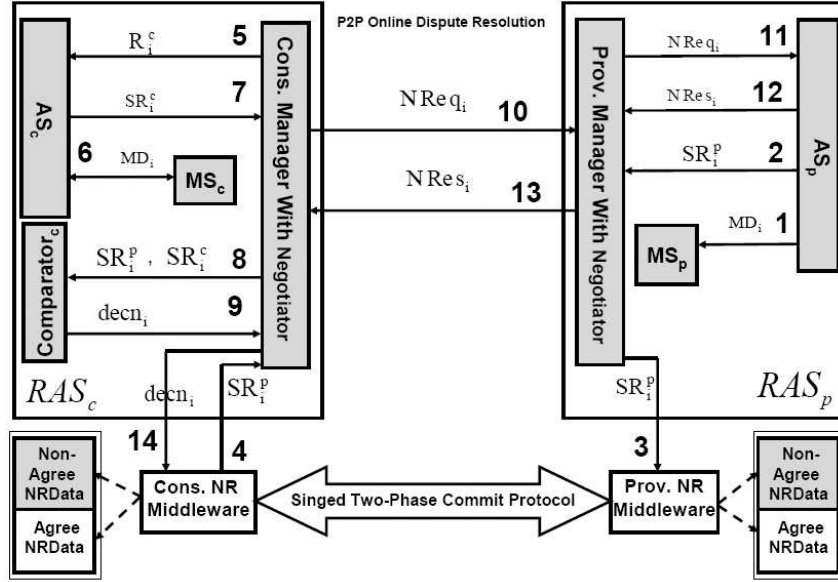 P2P Online Dispute Resolution
R_i^c 5
SR_i^c 7
6 MD_i
AS_c
MS_c
SR_i^p , SR_i^c 8
decn_i 9
Comparator_c
Cons. Manager With Negotiator
RAS_c
NReq_i 10
NRes_i 13
Prov. Manager With Negotiator
NReq_i 11
NRes_i 12
SR_i^p 2
MD_i 1
MS_p
AS_p
RAS_p
decn_i
SR_i^p
14
4
SR_i^p
3
Non-
Agree
NRData
Agree
NRData
Cons. NR
Middleware
Singed Two-Phase Commit Protocol
Prov. NR
Middleware
Non-
Agree
NRData
Agree
NRData